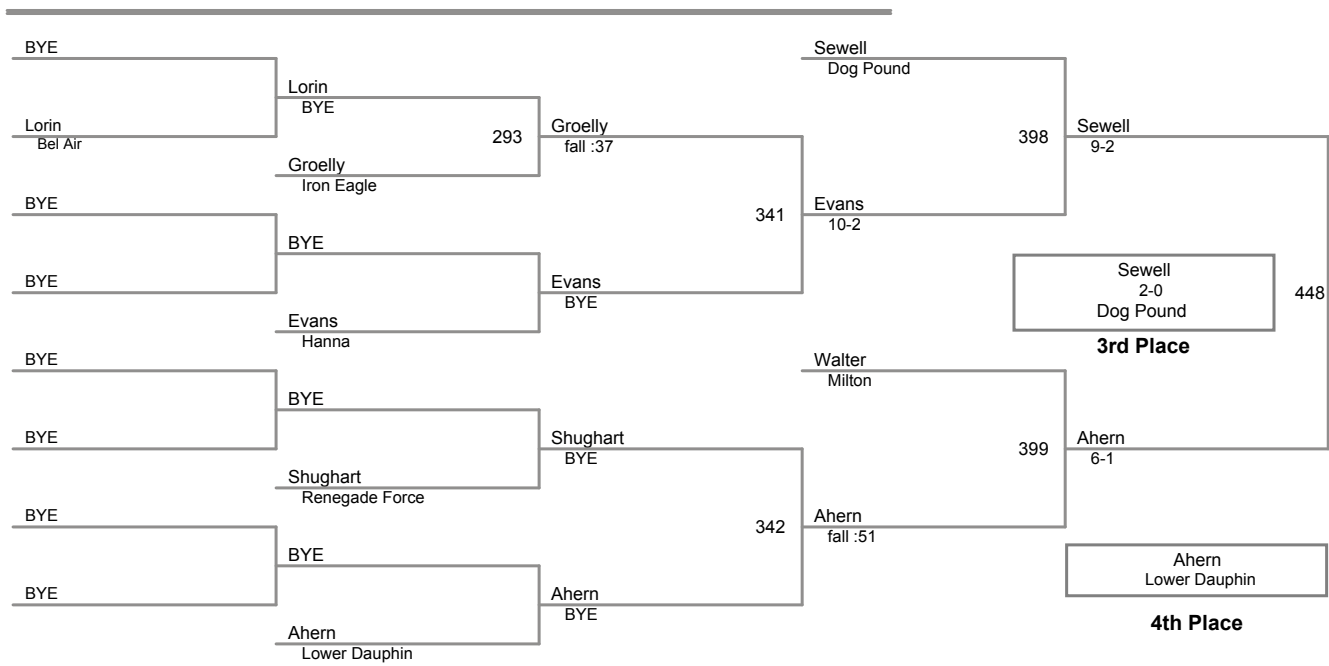 BYE
Lorin
Bel Air
BYE
BYE
BYE
BYE
BYE
BYE
Lorin
BYE
293
Groelly
Iron Eagle
BYE
Evans
Hanna
BYE
Shughart
Renegade Force
BYE
Ahern
Lower Dauphin
Groelly
fall :37
341
Evans
BYE
Shughart
BYE
342
Ahern
BYE
Sewell
Dog Pound
398
Evans
10-2
Walter
Milton
399
Ahern
fall :51
Sewell
9-2
Sewell
2-0
Dog Pound
448
3rd Place
Ahern
6-1
Ahern
Lower Dauphin
4th Place